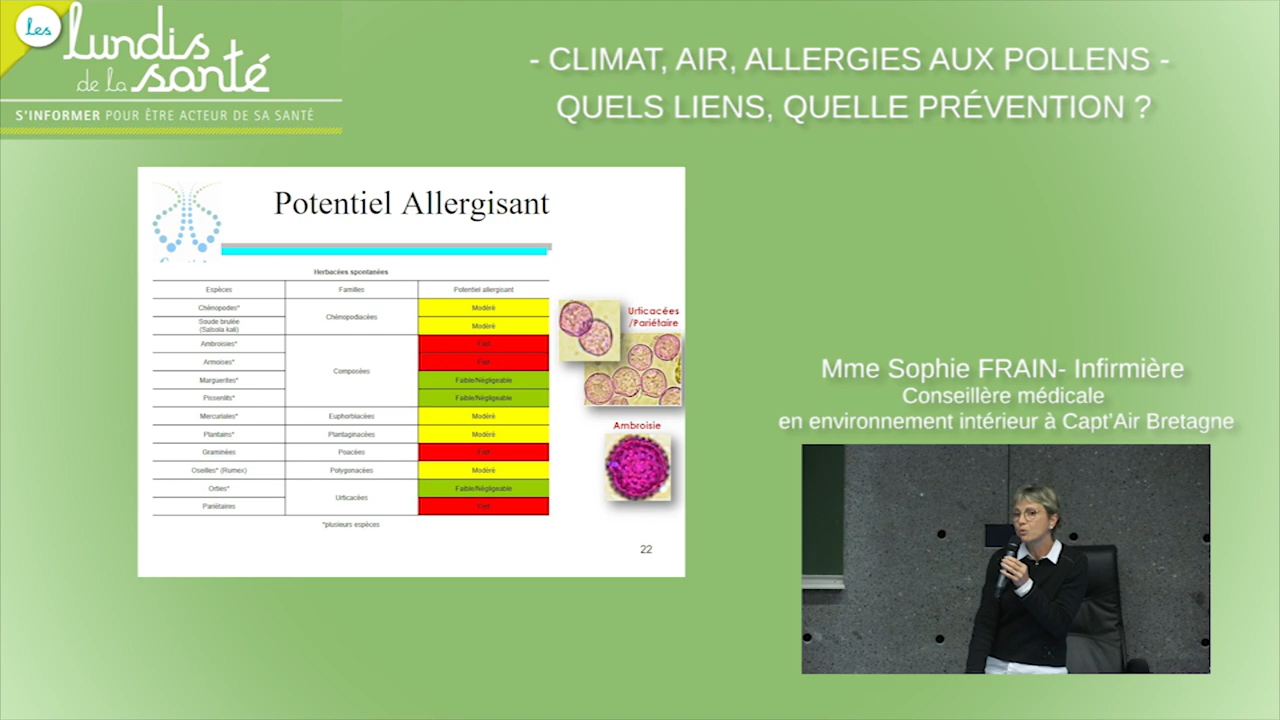 les
lundis
de la santé
S'INFORMER POUR ÊTRE ACTEUR DE SA SANTÉ
- CLIMAT, AIR, ALLERGIES AUX POLLENS -
QUELS LIENS, QUELLE PRÉVENTION ?
Potentiel Allergisant
Herbacées spontanées
Espèces Familles Potentiel allergisant
Chénopodes* Chénopodiacées Modéré
Soude brulée
(Salsola kali) Modéré
Ambroisies* Composées Fort
Armoises* Fort
Marguerites* Faible/Négligeable
Pissenlits* Faible/Négligeable
Mercuriales* Euphorbiacées Modéré
Plantains* Plantaginacées Modéré
Graminées Poacées Fort
Oseilles* (Rumex) Polygonacées Modéré
Orties* Urticacées Faible/Négligeable
Pariétaires Fort
*plusieurs espèces
Urticacées
/Pariétaire
Ambroisie
22
Mme Sophie FRAIN- Infirmière
Conseillère médicale
en environnement intérieur à Capt'Air Bretagne